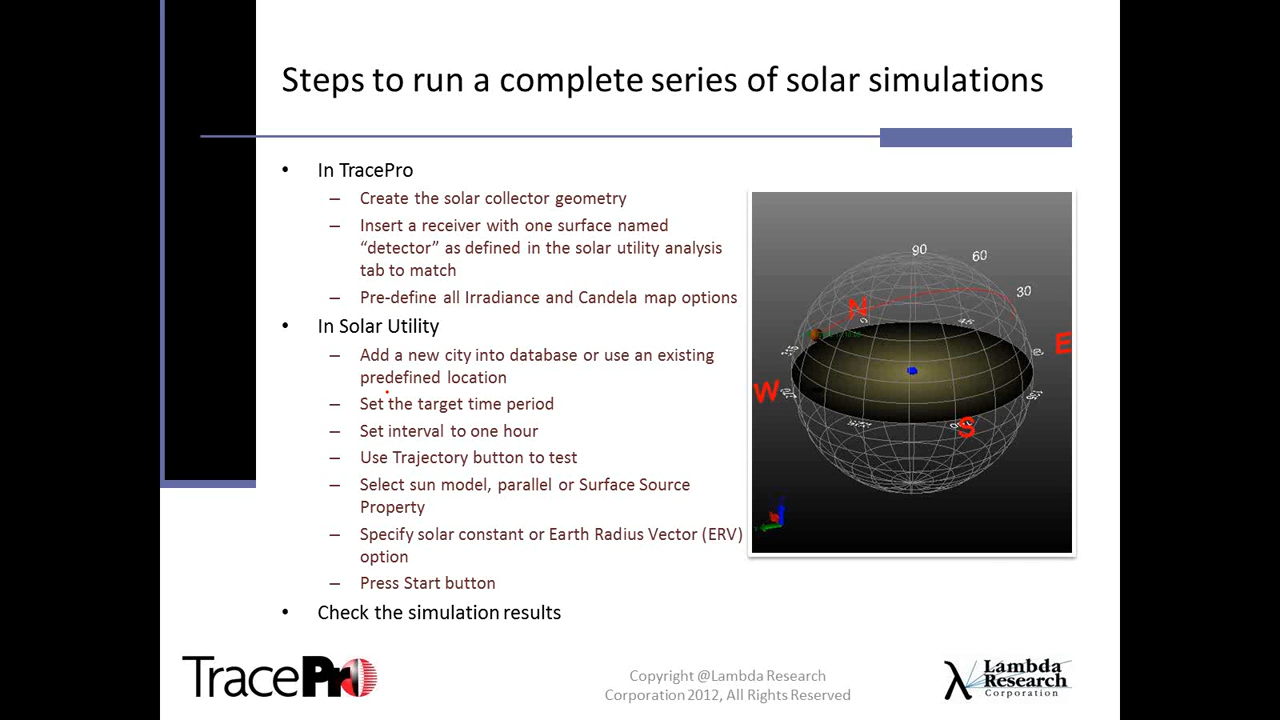 Steps to run a complete series of solar simulations
• In TracePro
– Create the solar collector geometry
– Insert a receiver with one surface named
“detector” as defined in the solar utility analysis
tab to match
– Pre-define all Irradiance and Candela map options
• In Solar Utility
– Add a new city into database or use an existing
predefined location
– Set the target time period
– Set interval to one hour
– Use Trajectory button to test
– Select sun model, parallel or Surface Source
Property
– Specify solar constant or Earth Radius Vector (ERV)
option
– Press Start button
• Check the simulation results
90
60
30
N
0
45
E
W
S
TracePro
Copyright @Lambda Research
Corporation 2012, All Rights Reserved
λ Lambda
Research
Corporation